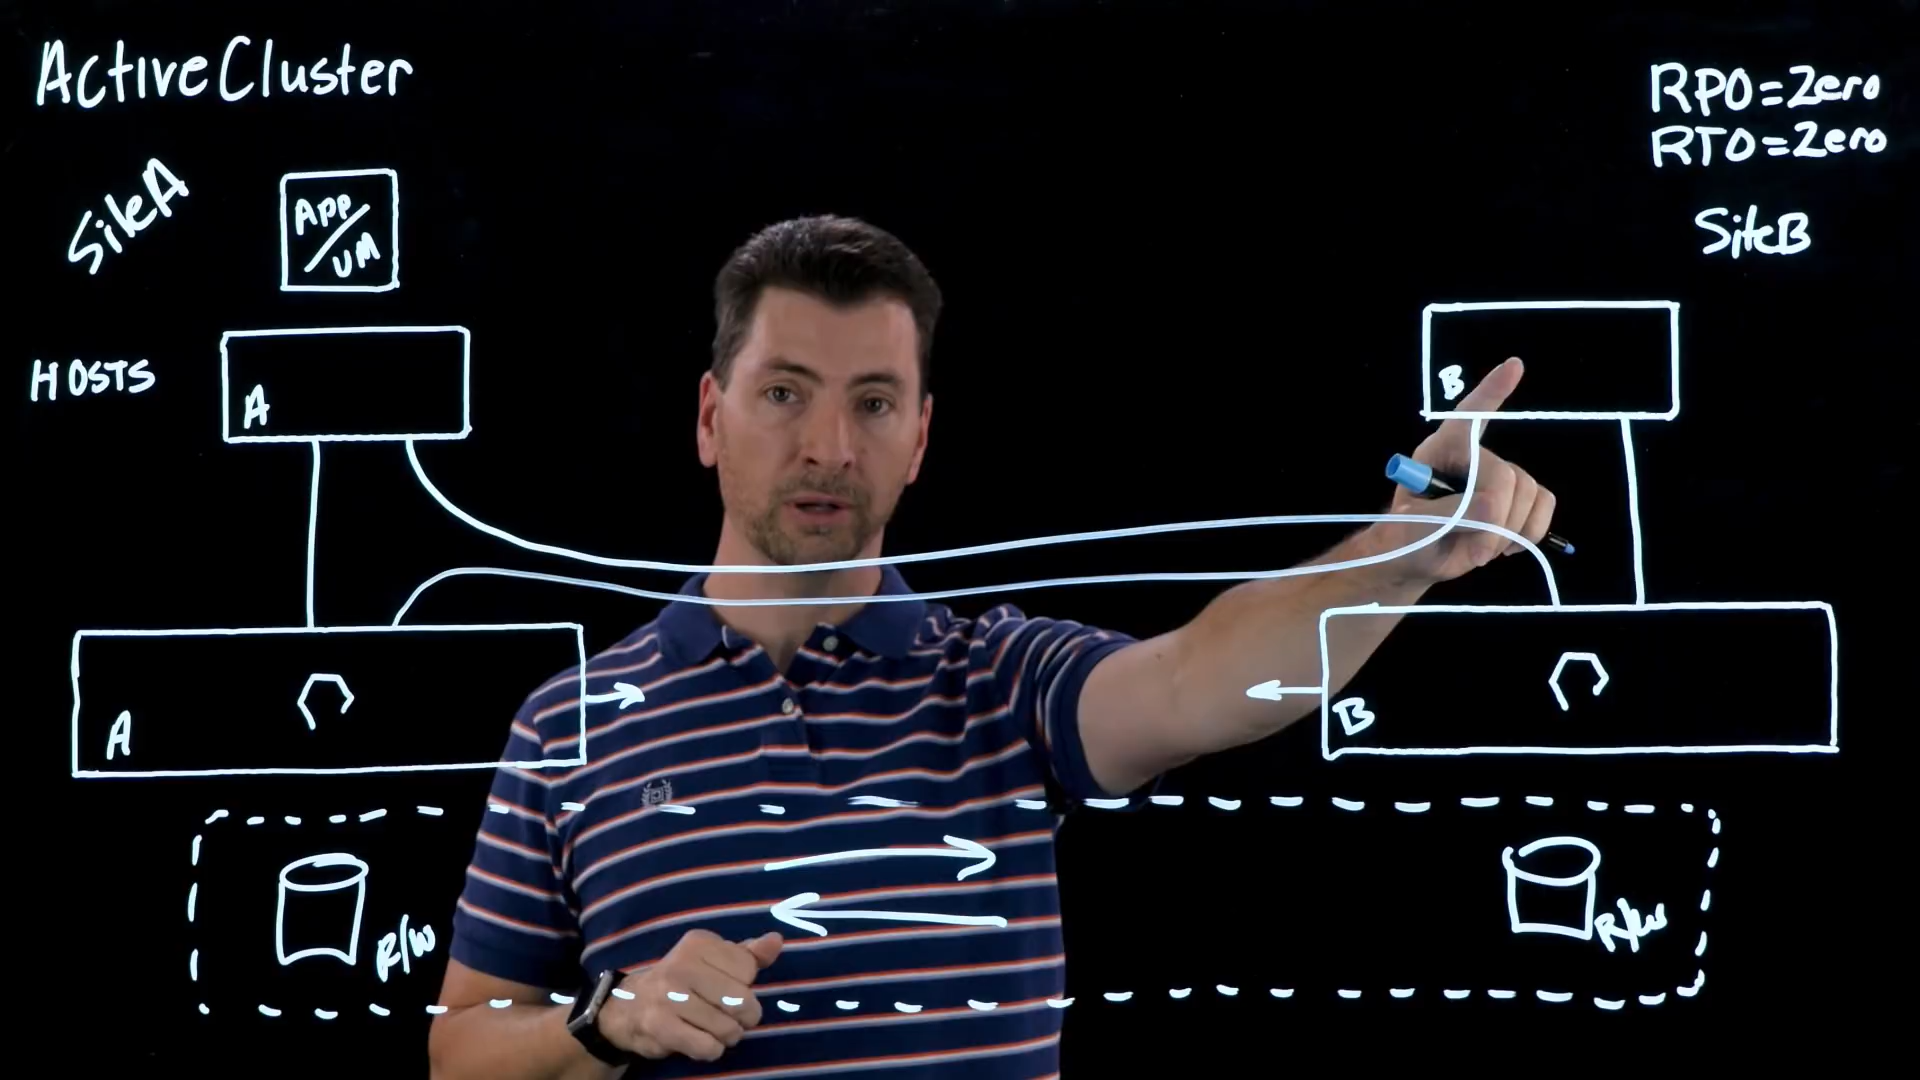 ActiveCluster
RPO=Zero
RTO=Zero
SiteA
App/VM
SiteB
HOSTS
A
B
A
B
R/W
R/W